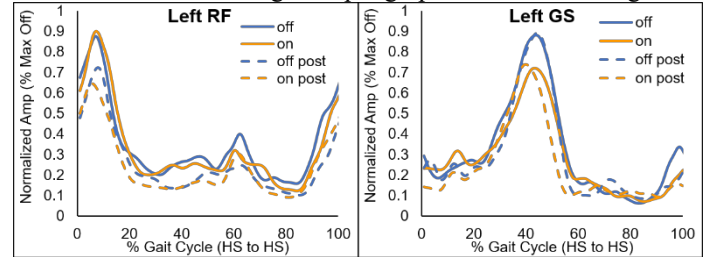 Left RF
Normalized Amp (% Max Off)
1
0.9
0.8
0.7
0.6
0.5
0.4
0.3
0.2
0.1
0
off
on
off post
on post
0 20 40 60 80 100
% Gait Cycle (HS to HS)
Left GS
Normalized Amp (% Max Off)
1
0.9
0.8
0.7
0.6
0.5
0.4
0.3
0.2
0.1
0
off
on
off post
on post
0 20 40 60 80 100
% Gait Cycle (HS to HS)